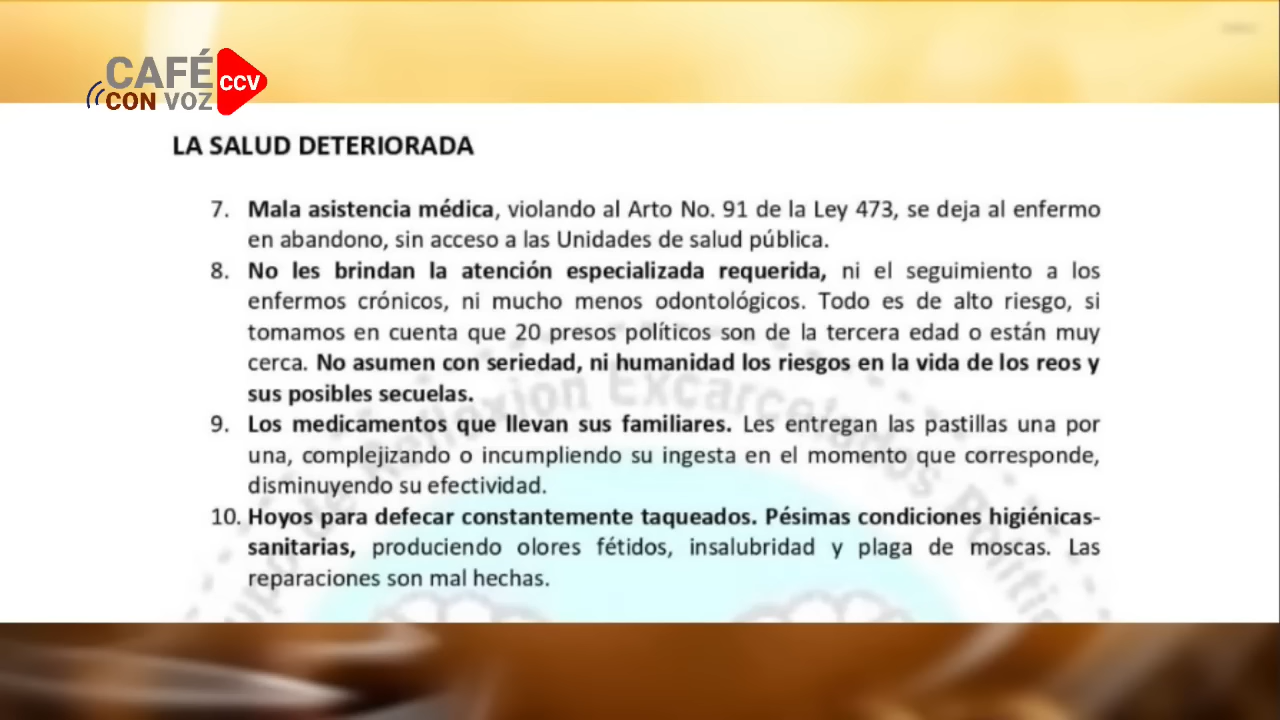 CAFÉ
CON VOZ
CCV
LA SALUD DETERIORADA
7. Mala asistencia médica, violando al Arto No. 91 de la Ley 473, se deja al enfermo
en abandono, sin acceso a las Unidades de salud pública.
8. No les brindan la atención especializada requerida, ni el seguimiento a los
enfermos crónicos, ni mucho menos odontológicos. Todo es de alto riesgo, si
tomamos en cuenta que 20 presos políticos son de la tercera edad o están muy
cerca. No asumen con seriedad, ni humanidad los riesgos en la vida de los reos y
sus posibles secuelas.
9. Los medicamentos que llevan sus familiares. Les entregan las pastillas una por
una, complejizando o incumpliendo su ingesta en el momento que corresponde,
disminuyendo su efectividad.
10. Hoyos para defecar constantemente taqueados. Pésimas condiciones higiénicas-
sanitarias, produciendo olores fétidos, insalubridad y plaga de moscas. Las
reparaciones son mal hechas.
de Reflexion Excarcelados